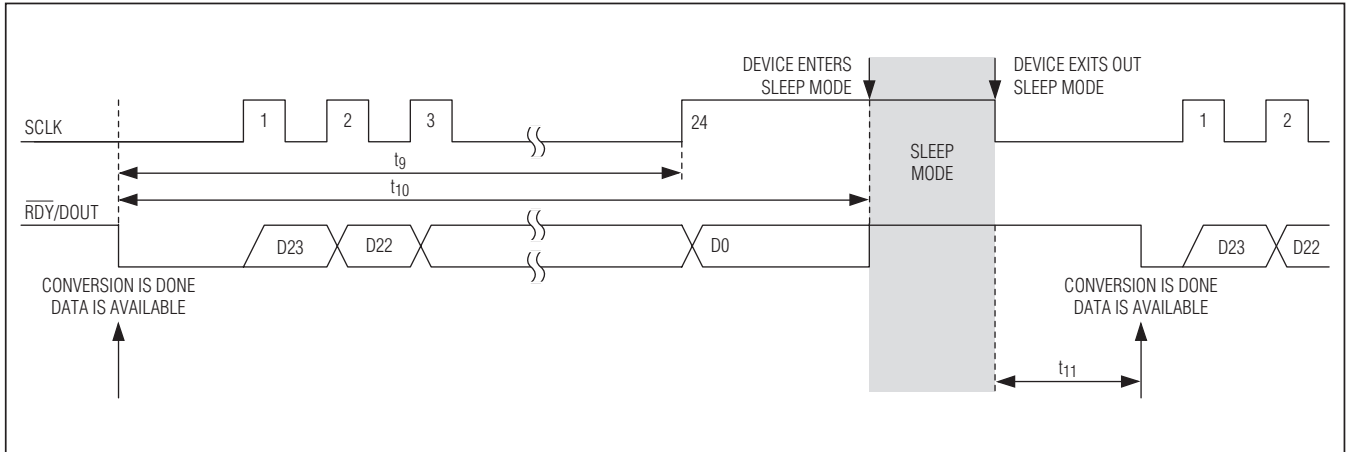 DEVICE ENTERS
SLEEP MODE
DEVICE EXITS OUT
SLEEP MODE
SCLK
1
2
3
24
1
2
SLEEP
MODE
t9
t10
RDY/DOUT
D23
D22
D0
D23
D22
CONVERSION IS DONE
DATA IS AVAILABLE
CONVERSION IS DONE
DATA IS AVAILABLE
t11